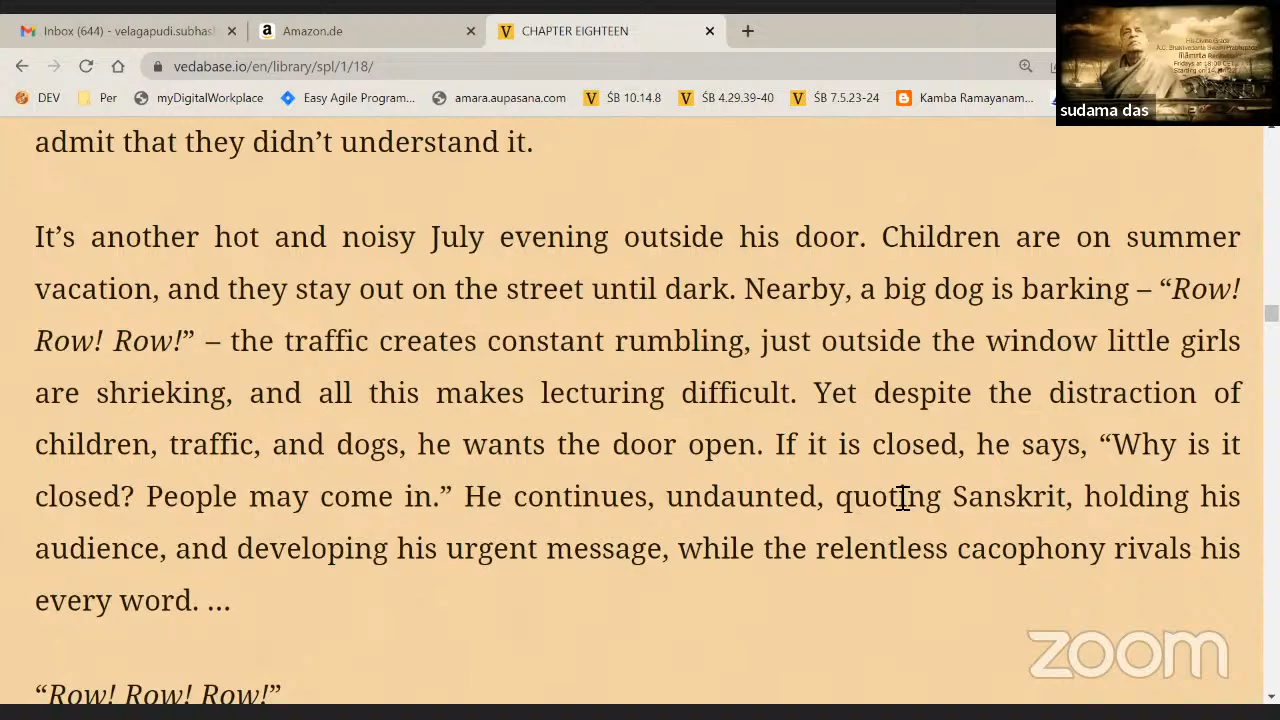 Inbox (644) - velagapudi.subhas
Amazon.de
CHAPTER EIGHTEEN
vedabase.io/en/library/spl/1/18/
DEV
Per
myDigitalWorkplace
Easy Agile Program...
amara.aupasana.com
ŚB 10.14.8
ŚB 4.29.39-40
ŚB 7.5.23-24
Kamba Ramayanam...
His Divine Grace
A.C. Bhaktivedanta Swami Prabhupada
sudama das
admit that they didn’t understand it.
It’s another hot and noisy July evening outside his door. Children are on summer
vacation, and they stay out on the street until dark. Nearby, a big dog is barking – “Row!
Row! Row!” – the traffic creates constant rumbling, just outside the window little girls
are shrieking, and all this makes lecturing difficult. Yet despite the distraction of
children, traffic, and dogs, he wants the door open. If it is closed, he says, “Why is it
closed? People may come in.” He continues, undaunted, quoting Sanskrit, holding his
audience, and developing his urgent message, while the relentless cacophony rivals his
every word. …
“Row! Row! Row!”
zoom